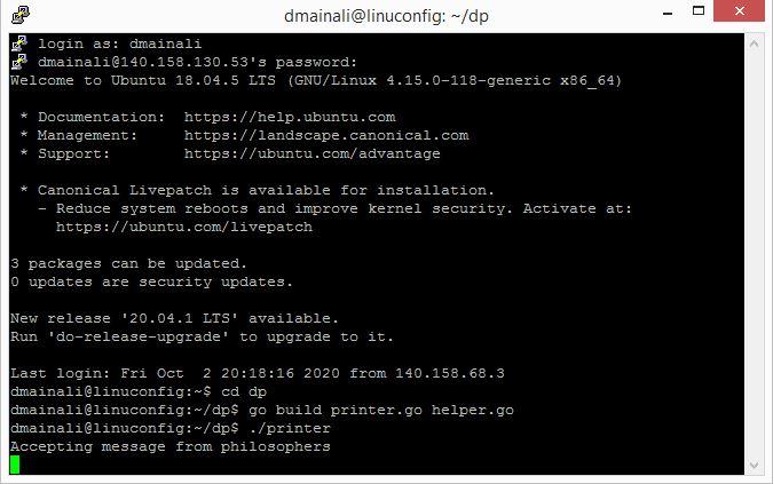 dmainali@linuconfig: ~/dp
login as: dmainali
dmainali@140.158.130.53's password:
Welcome to Ubuntu 18.04.5 LTS (GNU/Linux 4.15.0-118-generic x86_64)
* Documentation:  https://help.ubuntu.com
* Management:     https://landscape.canonical.com
* Support:        https://ubuntu.com/advantage
* Canonical Livepatch is available for installation.
- Reduce system reboots and improve kernel security. Activate at:
https://ubuntu.com/livepatch
3 packages can be updated.
0 updates are security updates.
New release '20.04.1 LTS' available.
Run 'do-release-upgrade' to upgrade to it.
Last login: Fri Oct  2 20:18:16 2020 from 140.158.68.3
dmainali@linuconfig:~$ cd dp
dmainali@linuconfig:~/dp$ go build printer.go helper.go
dmainali@linuconfig:~/dp$ ./printer
Accepting message from philosophers